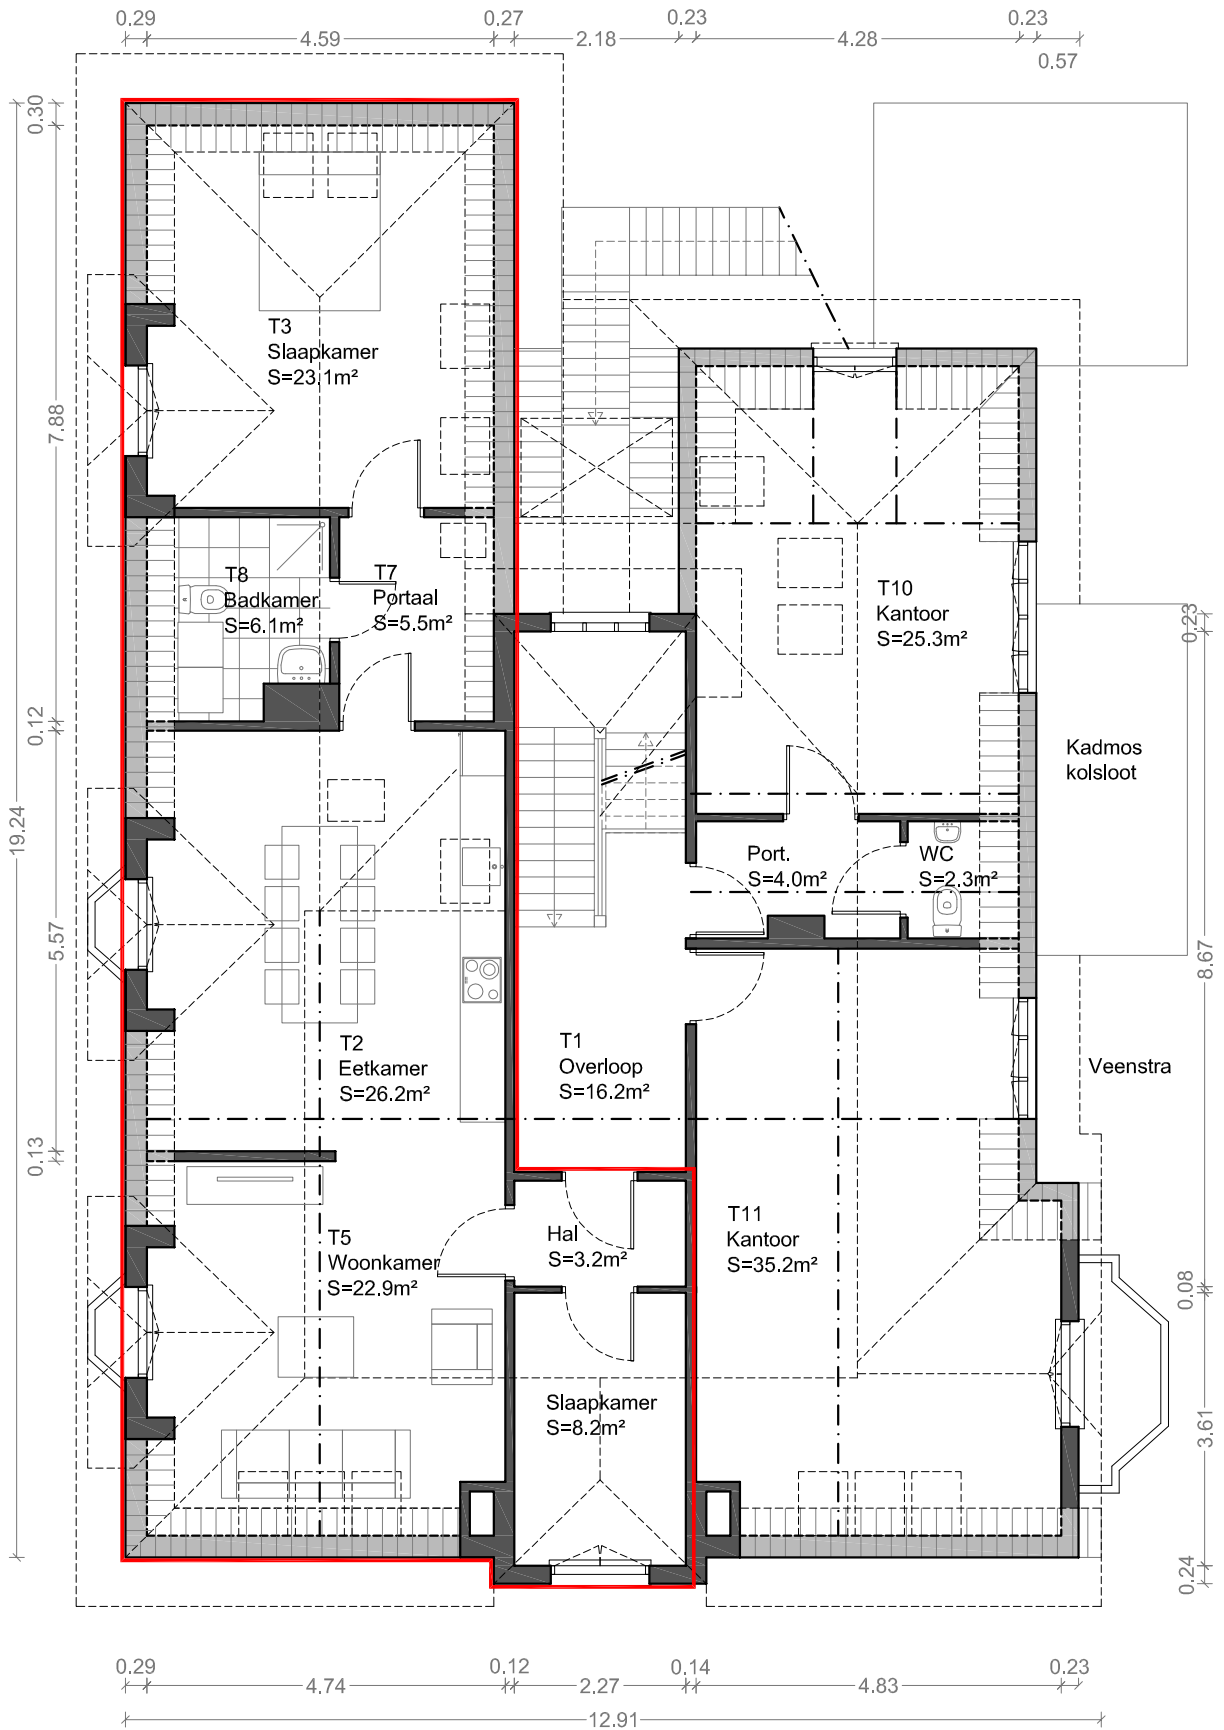 0.29
0.27
0.23
0.23
4.59
2.18
4.28
0.57
0.30
7.88
0.12
5.57
0.13
19.24
T3
Slaapkamer
S=23.1m²
T8
Badkamer
S=6.1m²
T7
Portaal
S=5.5m²
T10
Kantoor
S=25.3m²
0.23
Kadmos
kolsloot
Port.
S=4.0m²
WC
S=2.3m²
8.67
T2
Eetkamer
S=26.2m²
T1
Overloop
S=16.2m²
Veenstra
T5
Woonkamer
S=22.9m²
Hal
S=3.2m²
T11
Kantoor
S=35.2m²
0.08
Slaapkamer
S=8.2m²
3.61
0.24
0.29
0.12
0.14
0.23
4.74
2.27
4.83
12.91